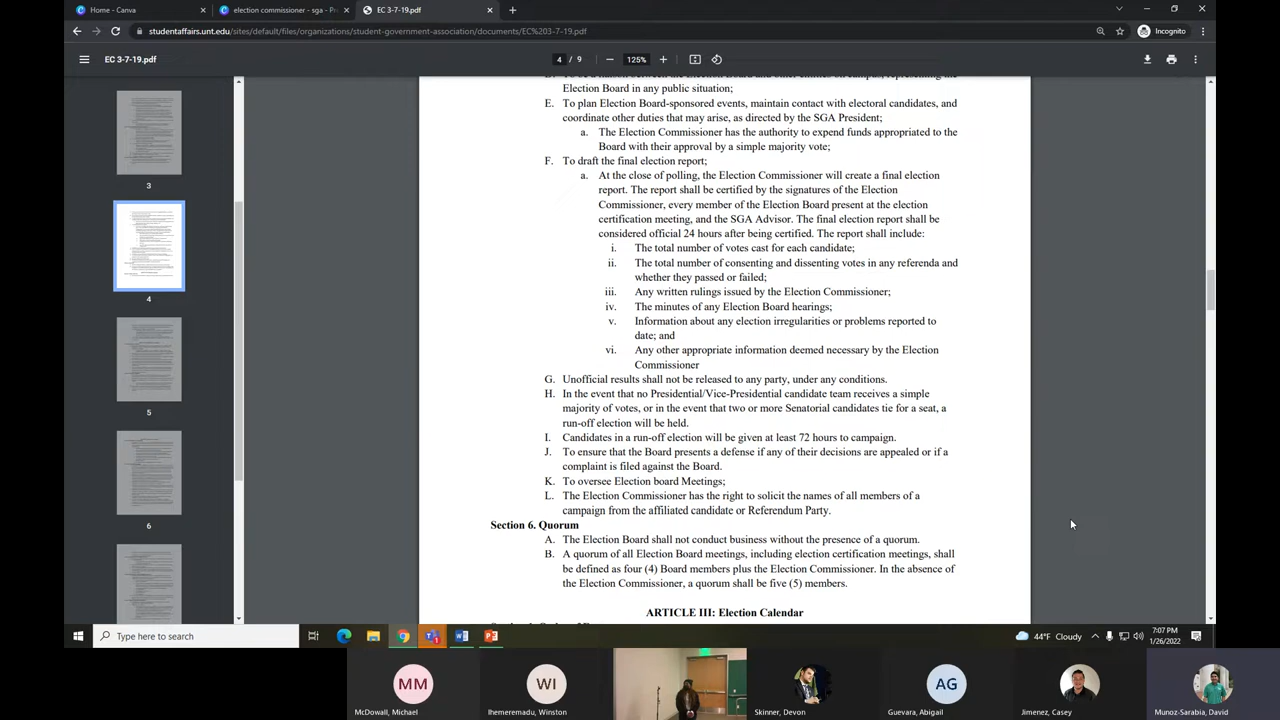 Home - Canva
election commissioner - sga - Pr
EC 3-7-19.pdf
studentaffairs.unt.edu/sites/default/files/organizations/student-government-association/documents/EC%203-7-19.pdf
Incognito
EC 3-7-19.pdf
4 / 9
125%
3
4
5
6
Election Board in any public situation;
E. To plan Election Board-sponsored events, maintain contact with electoral candidates, and
coordinate other duties that may arise, as directed by the SGA President;
a. The Election Commissioner has the authority to expend funds appropriated to the
Board with their approval by a simple majority vote;
F. To draft the final election report;
a. At the close of polling, the Election Commissioner will create a final election
report. The report shall be certified by the signatures of the Election
Commissioner, every member of the Election Board present at the election
certification meeting, and the SGA Advisor. The final election report shall be
considered official 24 hours after being certified. The report shall include:
i. The total number of votes cast for each candidate;
ii. The total number of consenting and dissenting votes in any referenda and
whether they passed or failed;
iii. Any written rulings issued by the Election Commissioner;
iv. The minutes of any Election Board hearings;
v. Information about any election irregularities or problems reported to
date; and
vi. Any other appropriate information deemed necessary by the Election
Commissioner
G. Unofficial results shall not be released to any party, under any conditions.
H. In the event that no Presidential/Vice-Presidential candidate team receives a simple
majority of votes, or in the event that two or more Senatorial candidates tie for a seat, a
run-off election will be held.
I. Candidates in a run-off election will be given at least 72 hours to campaign.
J. To ensure that the Board presents a defense if any of their decisions are appealed or if a
complaint is filed against the Board.
K. To oversee Election board Meetings;
L. The Election Commissioner has the right to solicit the names of all members of a
campaign from the affiliated candidate or Referendum Party.
Section 6. Quorum
A. The Election Board shall not conduct business without the presence of a quorum.
B. A quorum of all Election Board meetings, including election certification meetings, shall
be defined as four (4) Board members plus the Election Commissioner. In the absence of
the Election Commissioner, a quorum shall be five (5) members.
ARTICLE III: Election Calendar
Type here to search
44°F Cloudy
7:07 PM
1/26/2022
MM
WI
AG
McDowall, Michael
Ihemeremadu, Winston
Skinner, Devon
Guevara, Abigail
Jimenez, Casey
Munoz-Sarabia, David